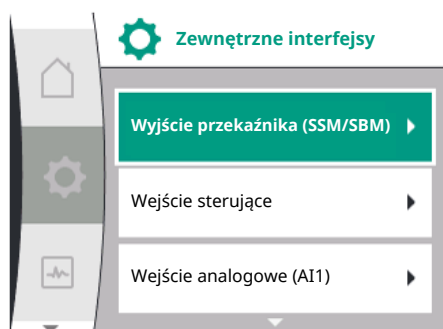 Zewnętrzne interfejsy
Wyjście przekaźnika (SSM/SBM)
Wejście sterujące
Wejście analogowe (AI1)